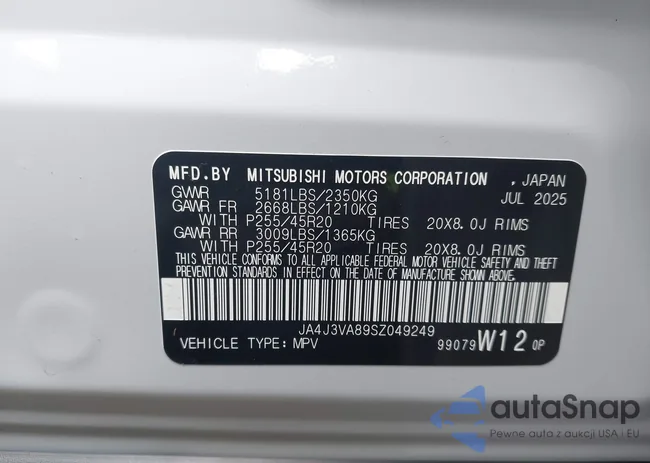 MFD.BY MITSUBISHI MOTORS CORPORATION , JAPAN
GVWR 5181LBS/2350KG JUL 2025
GAWR FR 2668LBS/1210KG
WITH P255/45R20 TIRES 20X8.0J RIMS
GAWR RR 3009LBS/1365KG
WITH P255/45R20 TIRES 20X8.0J RIMS
THIS VEHICLE CONFORMS TO ALL APPLICABLE FEDERAL MOTOR VEHICLE SAFETY AND THEFT
PREVENTION STANDARDS IN EFFECT ON THE DATE OF MANUFACTURE SHOWN ABOVE.
JA4J3VA89SZ049249
VEHICLE TYPE: MPV 99079 W12 0P
autaSnap
Pewne auto z aukcji USA i EU